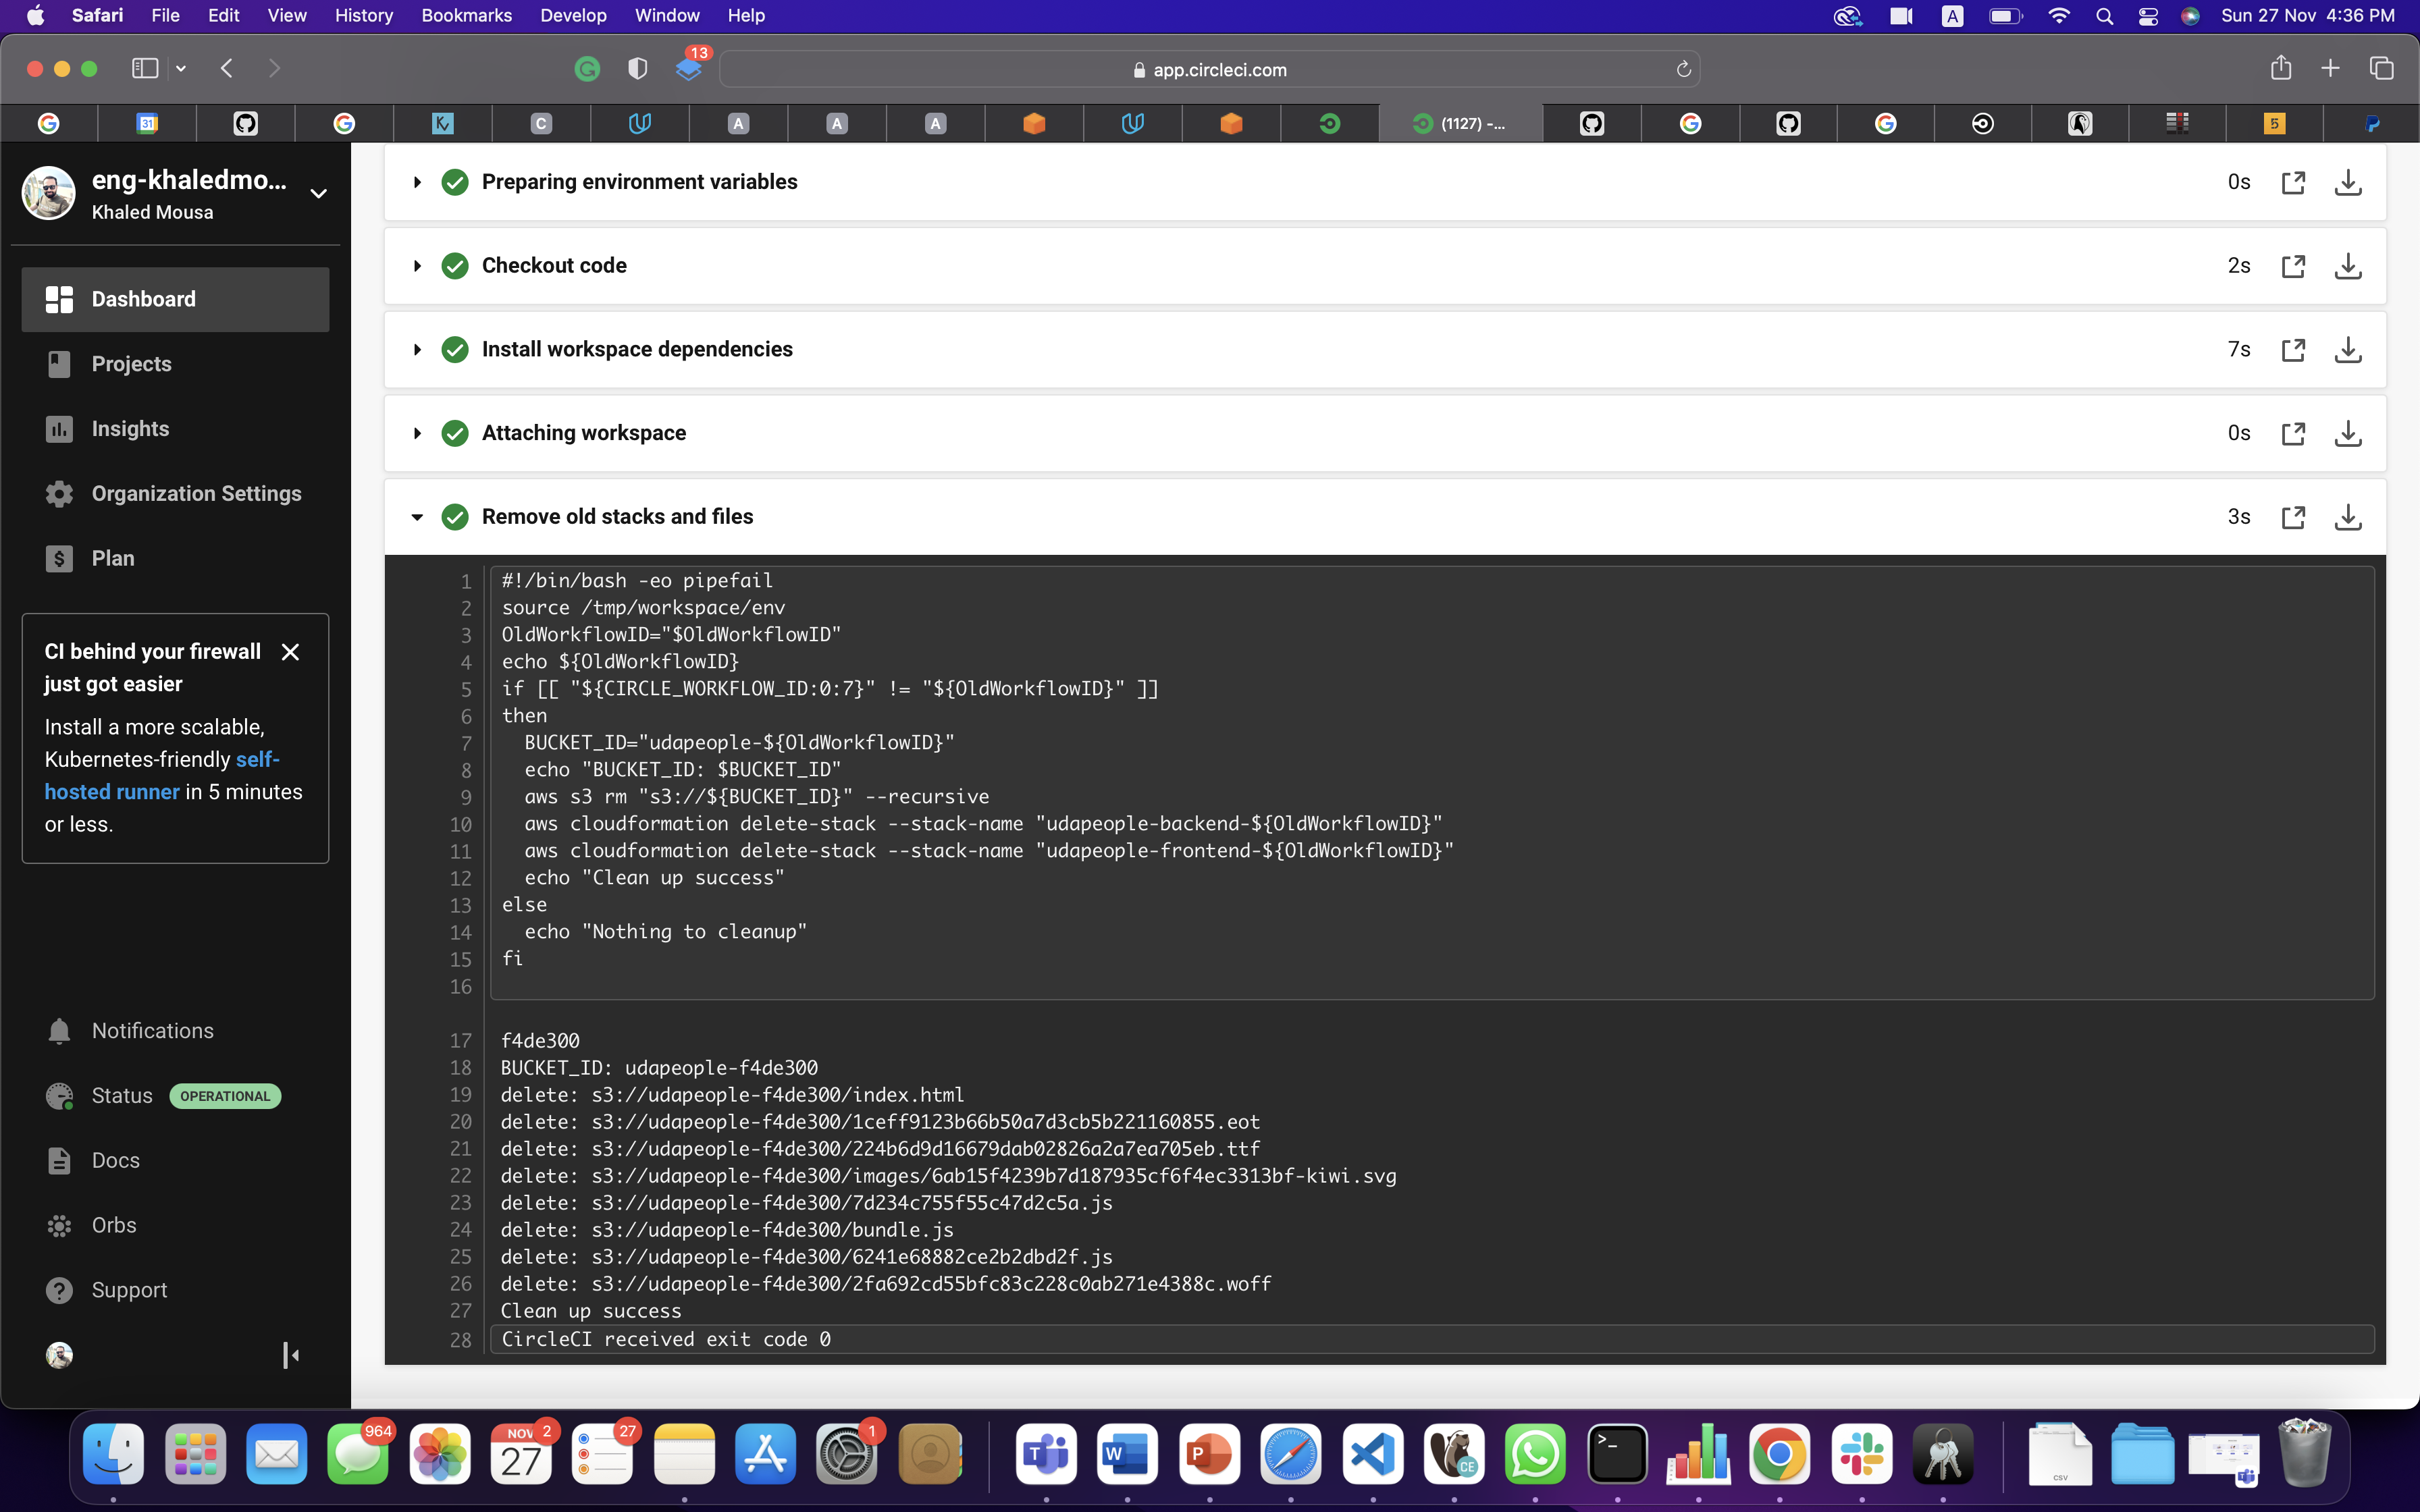 Safari File Edit View History Bookmarks Develop Window Help A Sun 27 Nov 4:36 PM
13
app.circleci.com
31 C A A A (1127) -... 5
eng-khaledmo...
Khaled Mousa
Dashboard
Projects
Insights
Organization Settings
Plan
CI behind your firewall
just got easier
Install a more scalable,
Kubernetes-friendly self-
hosted runner in 5 minutes
or less.
Notifications
Status OPERATIONAL
Docs
Orbs
Support
Preparing environment variables 0s
Checkout code 2s
Install workspace dependencies 7s
Attaching workspace 0s
Remove old stacks and files 3s
1 #!/bin/bash -eo pipefail
2 source /tmp/workspace/env
3 OldWorkflowID="$OldWorkflowID"
4 echo ${OldWorkflowID}
5 if [[ "${CIRCLE_WORKFLOW_ID:0:7}" != "${OldWorkflowID}" ]]
6 then
7 BUCKET_ID="udapeople-${OldWorkflowID}"
8 echo "BUCKET_ID: $BUCKET_ID"
9 aws s3 rm "s3://${BUCKET_ID}" --recursive
10 aws cloudformation delete-stack --stack-name "udapeople-backend-${OldWorkflowID}"
11 aws cloudformation delete-stack --stack-name "udapeople-frontend-${OldWorkflowID}"
12 echo "Clean up success"
13 else
14 echo "Nothing to cleanup"
15 fi
16
17 f4de300
18 BUCKET_ID: udapeople-f4de300
19 delete: s3://udapeople-f4de300/index.html
20 delete: s3://udapeople-f4de300/1ceff9123b66b50a7d3cb5b221160855.eot
21 delete: s3://udapeople-f4de300/224b6d9d16679dab02826a2a7ea705eb.ttf
22 delete: s3://udapeople-f4de300/images/6ab15f4239b7d187935cf6f4ec3313bf-kiwi.svg
23 delete: s3://udapeople-f4de300/7d234c755f55c47d2c5a.js
24 delete: s3://udapeople-f4de300/bundle.js
25 delete: s3://udapeople-f4de300/6241e68882ce2b2dbd2f.js
26 delete: s3://udapeople-f4de300/2fa692cd55bfc83c228c0ab271e4388c.woff
27 Clean up success
28 CircleCI received exit code 0
964 NOV 2 27 27 1
27 CE CSV